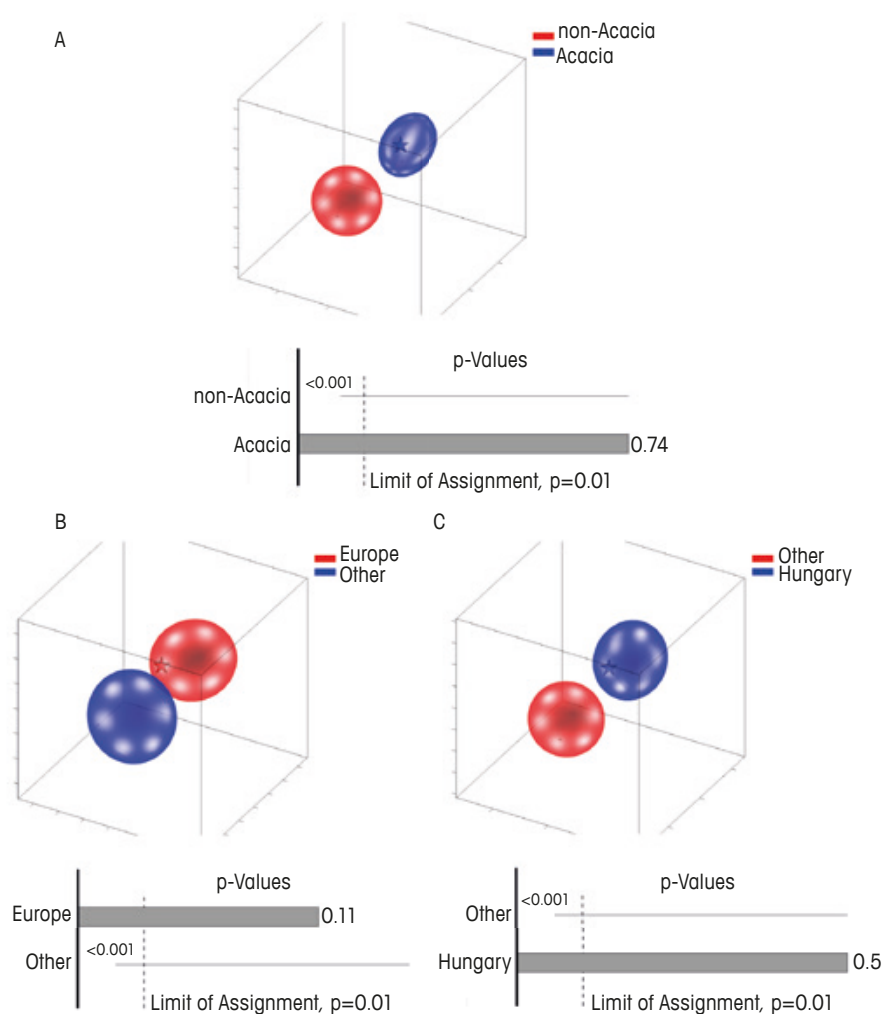 A
non-Acacia
Acacia
p-Values
non-Acacia
<0.001
Acacia
0.74
Limit of Assignment, p=0.01
B
Europe
Other
p-Values
Europe
0.11
Other
<0.001
Limit of Assignment, p=0.01
C
Other
Hungary
p-Values
Other
<0.001
Hungary
0.5
Limit of Assignment, p=0.01